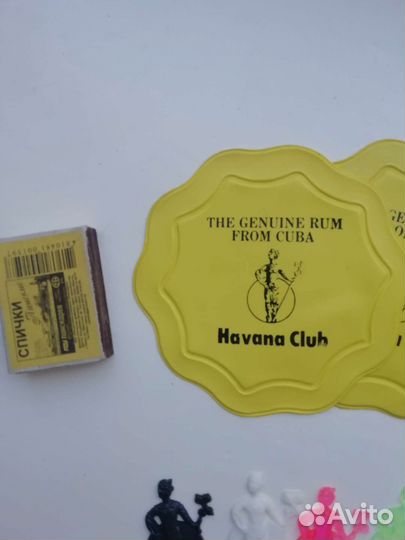 THE GENUINE RUM
FROM CUBA
Havana Club
СПИЧКИ
Avito